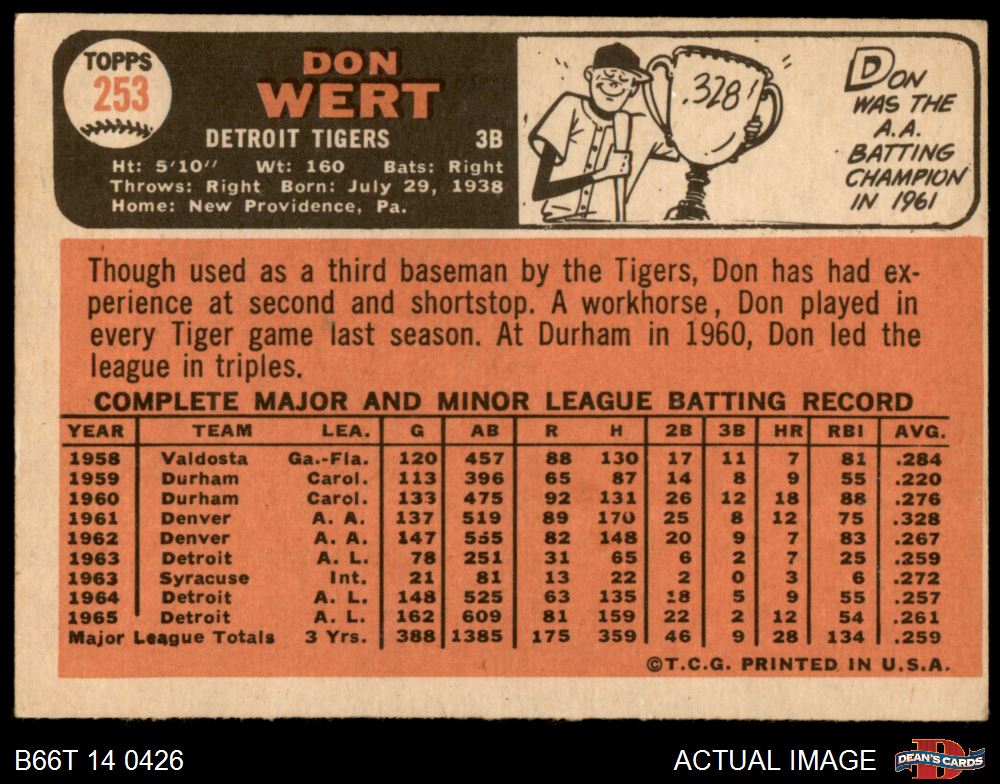 TOPPS
253
DON
WERT
DETROIT TIGERS 3B
Ht: 5'10" Wt: 160 Bats: Right
Throws: Right Born: July 29, 1938
Home: New Providence, Pa.
.328
DON
WAS THE
A.A.
BATTING
CHAMPION
IN 1961
Though used as a third baseman by the Tigers, Don has had ex-
perience at second and shortstop. A workhorse, Don played in
every Tiger game last season. At Durham in 1960, Don led the
league in triples.
COMPLETE MAJOR AND MINOR LEAGUE BATTING RECORD
YEAR TEAM LEA. G AB R H 2B 3B HR RBI AVG.
1958 Valdosta Ga.-Fla. 120 457 88 130 17 11 7 81 .284
1959 Durham Carol. 113 396 65 87 14 8 9 55 .220
1960 Durham Carol. 133 475 92 131 26 12 18 88 .276
1961 Denver A. A. 137 519 89 170 25 8 12 75 .328
1962 Denver A. A. 147 555 82 148 20 9 7 83 .267
1963 Detroit A. L. 78 251 31 65 6 2 7 25 .259
1963 Syracuse Int. 21 81 13 22 2 0 3 6 .272
1964 Detroit A. L. 148 525 63 135 18 5 9 55 .257
1965 Detroit A. L. 162 609 81 159 22 2 12 54 .261
Major League Totals 3 Yrs. 388 1385 175 359 46 9 28 134 .259
©T.C.G. PRINTED IN U.S.A.
B66T 14 0426 ACTUAL IMAGE DEAN'S CARDS